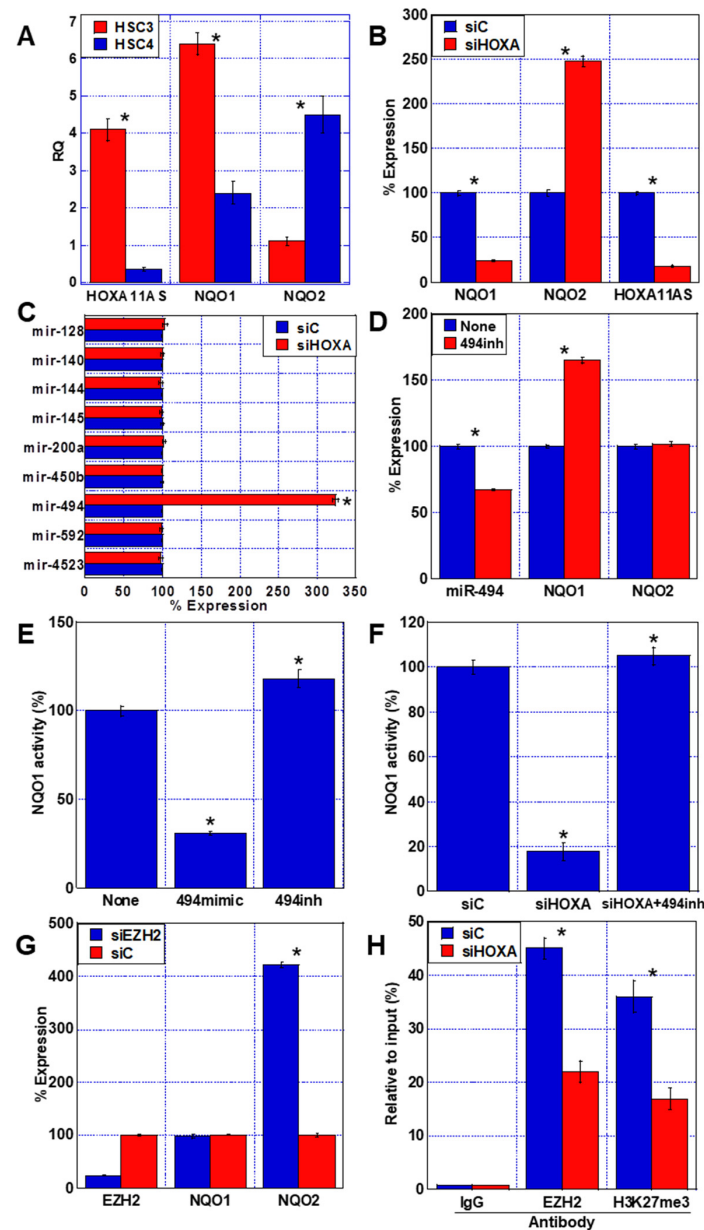 A
HSC3
HSC4
RQ
7
6
5
4
3
2
1
0
*
*
*
HOXA11AS
NQO1
NQO2
B
siC
siHOXA
% Expression
300
250
200
150
100
50
0
*
*
*
NQO1
NQO2
HOXA11AS
C
siC
siHOXA
mir-128
mir-140
mir-144
mir-145
mir-200a
mir-450b
mir-494
*
mir-592
mir-4523
0 50 100 150 200 250 300 350
% Expression
D
None
494inh
% Expression
200
150
100
50
0
*
*
miR-494
NQO1
NQO2
E
NQO1 activity (%)
150
100
50
0
*
*
None
494mimic
494inh
F
NOQ1 activity (%)
120
100
80
60
40
20
0
*
*
siC
siHOXA
siHOXA+494inh
G
siEZH2
siC
% Expression
500
400
300
200
100
0
*
EZH2
NQO1
NQO2
H
siC
siHOXA
Relative to input (%)
50
40
30
20
10
0
*
*
IgG
EZH2
H3K27me3
Antibody